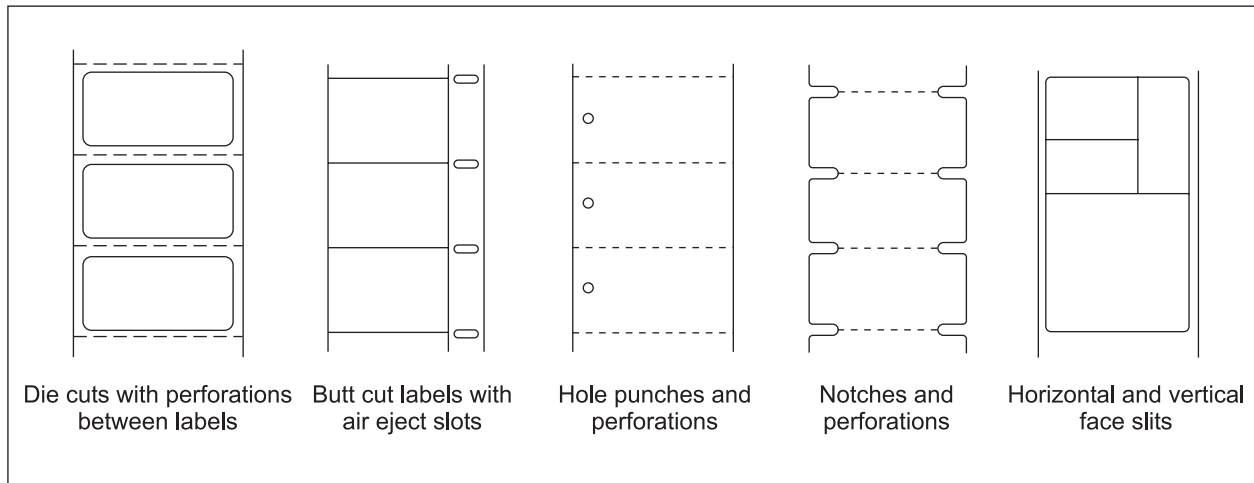 Die cuts with perforations
between labels
Butt cut labels with
air eject slots
Hole punches and
perforations
Notches and
perforations
Horizontal and vertical
face slits